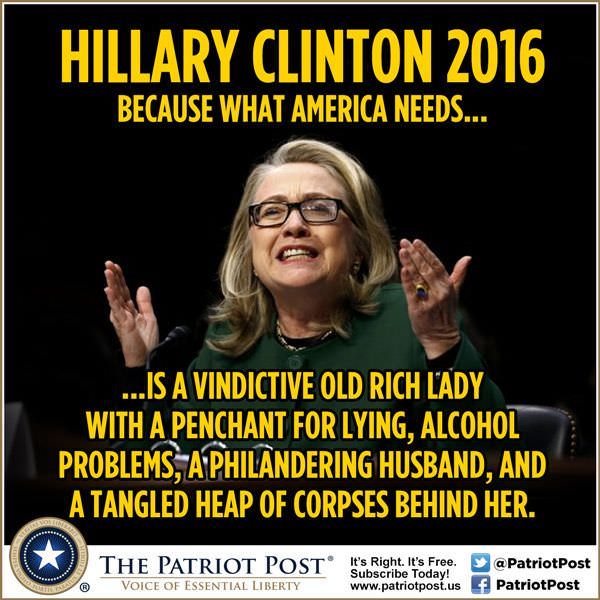 HILLARY CLINTON 2016
BECAUSE WHAT AMERICA NEEDS...
...IS A VINDICTIVE OLD RICH LADY
WITH A PENCHANT FOR LYING, ALCOHOL
PROBLEMS, A PHILANDERING HUSBAND, AND
A TANGLED HEAP OF CORPSES BEHIND HER.
THE PATRIOT POST®
VOICE OF ESSENTIAL LIBERTY
It's Right. It's Free.
Subscribe Today!
www.patriotpost.us
@PatriotPost
PatriotPost
®